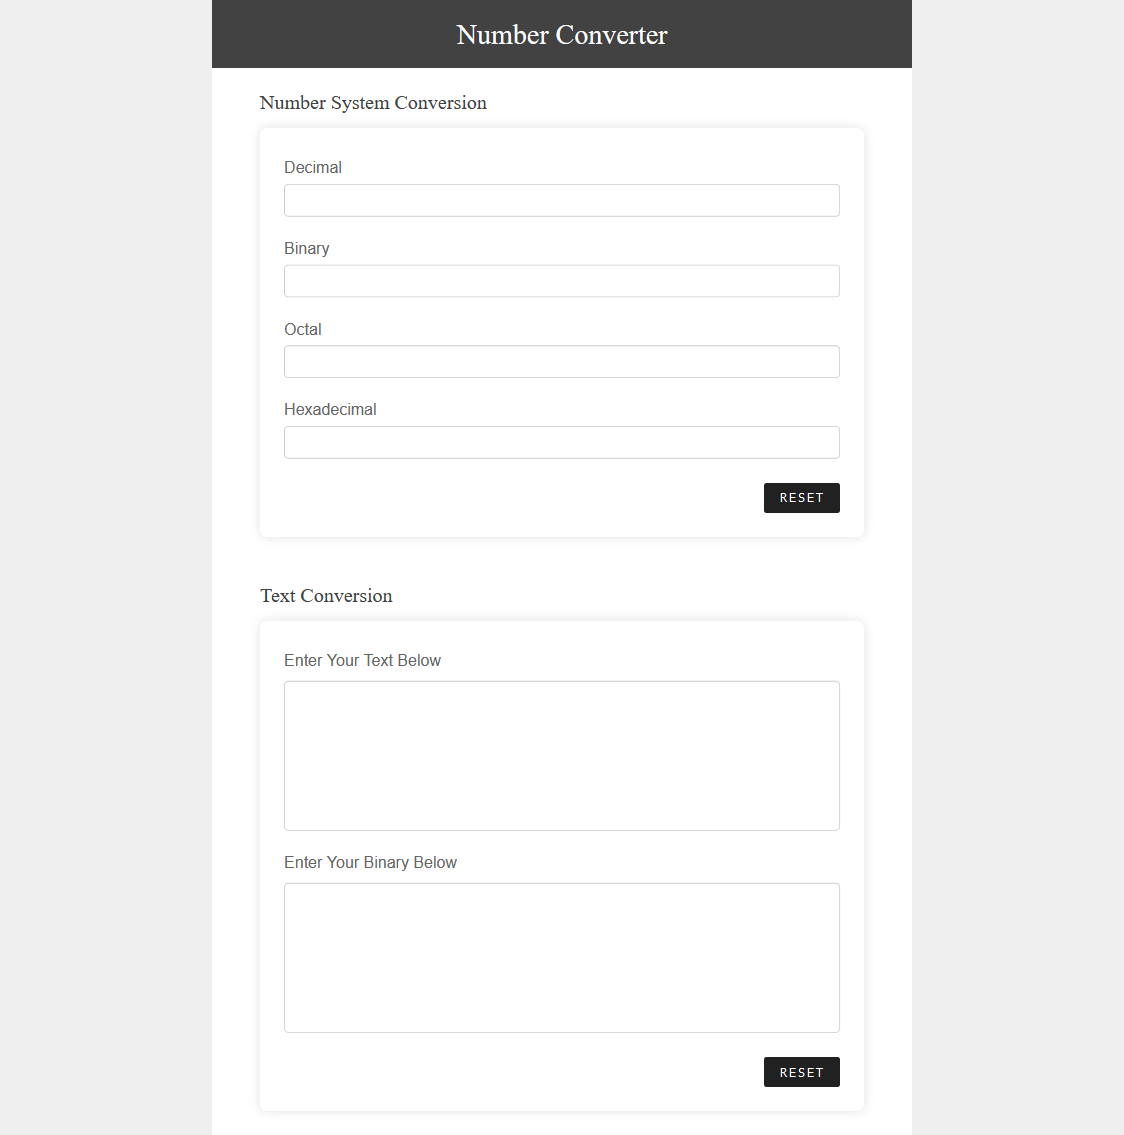 Number Converter
Number System Conversion
Decimal
Binary
Octal
Hexadecimal
RESET
Text Conversion
Enter Your Text Below
Enter Your Binary Below
RESET